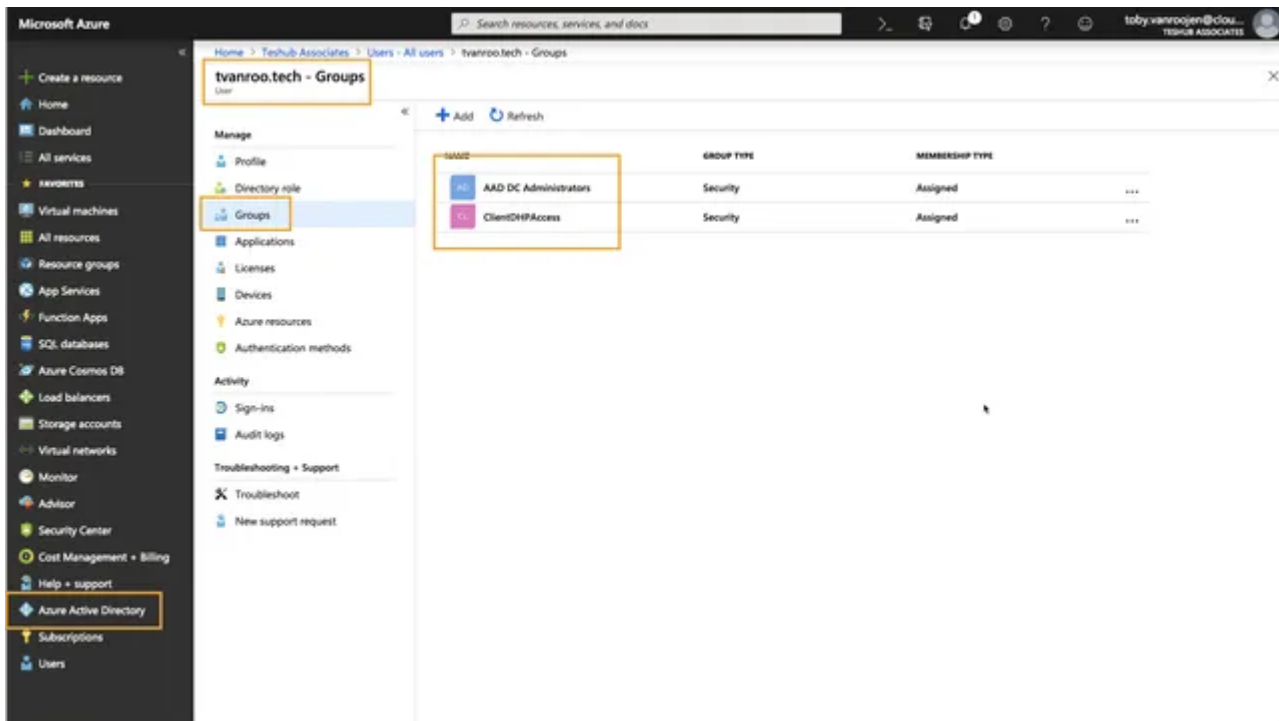 Microsoft Azure
Search resources, services, and docs
1
?
toby.vanroojen@clou...
TESHUB ASSOCIATES
Create a resource
Home
Dashboard
All services
FAVORITES
Virtual machines
All resources
Resource groups
App Services
Function Apps
SQL databases
Azure Cosmos DB
Load balancers
Storage accounts
Virtual networks
Monitor
Advisor
Security Center
Cost Management + Billing
Help + support
Azure Active Directory
Subscriptions
Users
Home > Teshub Associates > Users - All users > tvanroo.tech - Groups
tvanroo.tech - Groups
User
Manage
Profile
Directory role
Groups
Applications
Licenses
Devices
Azure resources
Authentication methods
Activity
Sign-ins
Audit logs
Troubleshooting + Support
Troubleshoot
New support request
Add Refresh
NAME GROUP TYPE MEMBERSHIP TYPE
AD AAD DC Administrators Security Assigned ...
CL ClientDHPAccess Security Assigned ...